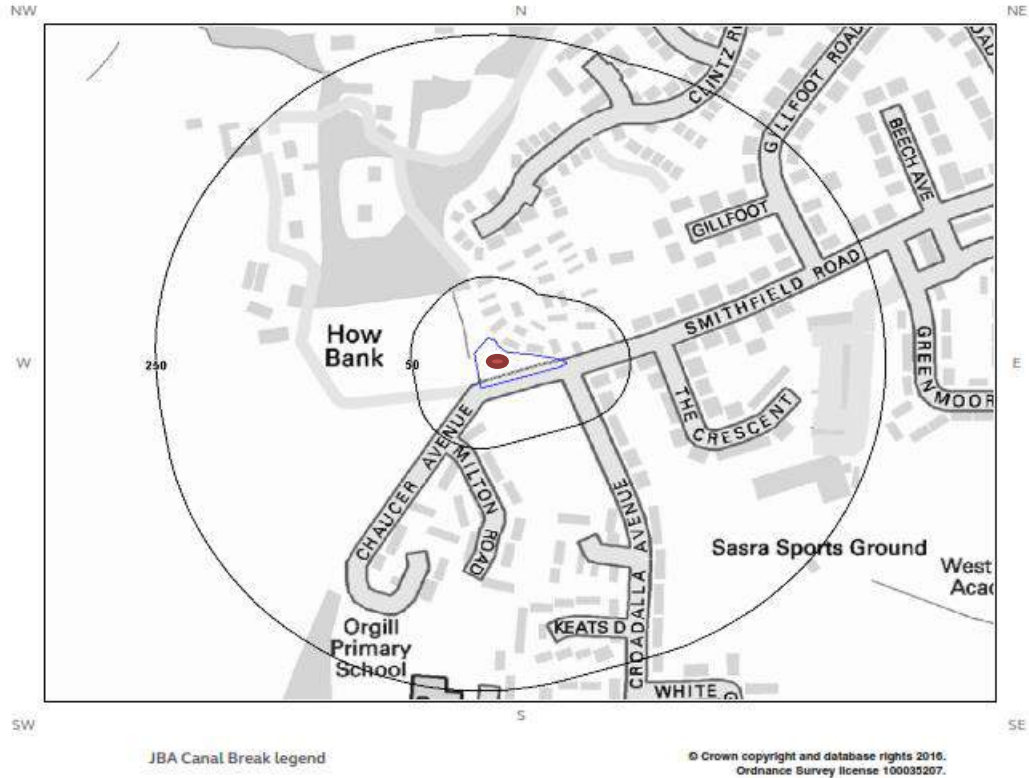 NW
N
NE
CLINTZ R
GILLFOOT ROAD
BEECH AVE
GILLFOOT
SMITHFIELD ROAD
How
Bank
W
250
50
E
GREEN
MOOR
THE
CRESCENT
CHAUCER AVENUE
MILTON
ROAD
CROADALLA AVENUE
Sasra Sports Ground
West
Acad
Orgill
Primary
School
KEATS D
WHITE
SW
S
SE
JBA Canal Break legend
© Crown copyright and database rights 2016.
Ordnance Survey license 100035207.